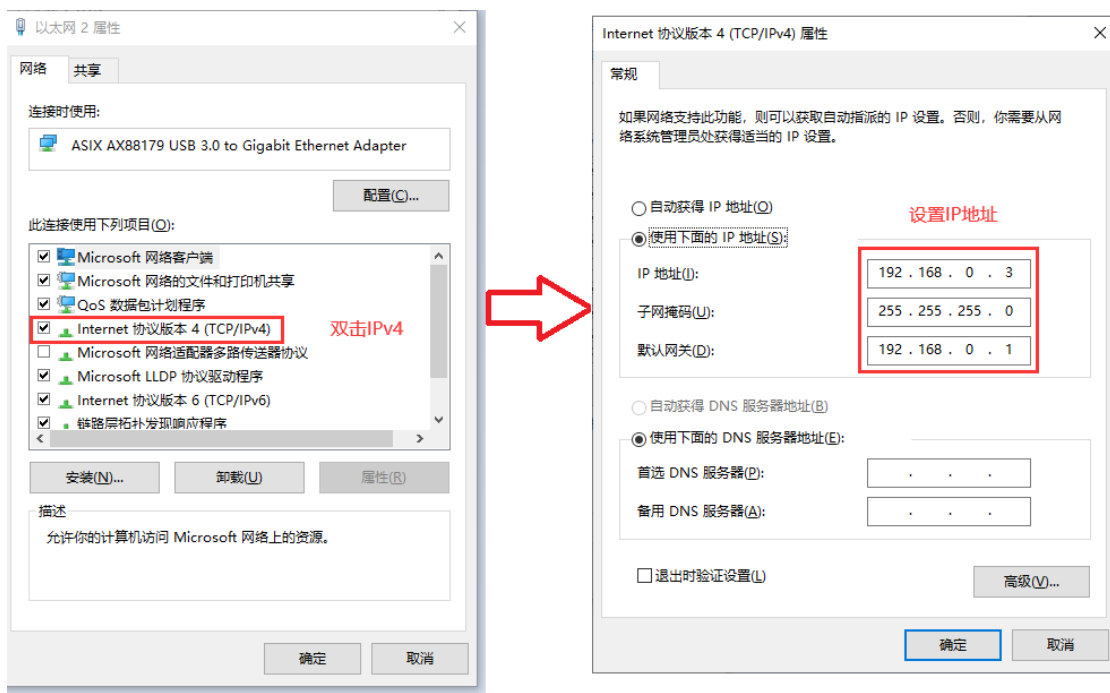 以太网 2 属性
网络
共享
连接时使用:
ASIX AX88179 USB 3.0 to Gigabit Ethernet Adapter
配置(C)...
此连接使用下列项目(O):
Microsoft 网络客户端
Microsoft 网络的文件和打印机共享
QoS 数据包计划程序
Internet 协议版本 4 (TCP/IPv4)
双击IPv4
Microsoft 网络适配器多路传送器协议
Microsoft LLDP 协议驱动程序
Internet 协议版本 6 (TCP/IPv6)
链路层拓扑发现响应程序
安装(N)...
卸载(U)
属性(R)
描述
允许你的计算机访问 Microsoft 网络上的资源。
确定
取消
Internet 协议版本 4 (TCP/IPv4) 属性
常规
如果网络支持此功能，则可以获取自动指派的 IP 设置。否则，你需要从网
络系统管理员处获得适当的 IP 设置。
自动获得 IP 地址(O)
设置IP地址
使用下面的 IP 地址(S):
IP 地址(I):
192 . 168 . 0 . 3
子网掩码(U):
255 . 255 . 255 . 0
默认网关(D):
192 . 168 . 0 . 1
自动获得 DNS 服务器地址(B)
使用下面的 DNS 服务器地址(E):
首选 DNS 服务器(P):
. . .
备用 DNS 服务器(A):
. . .
退出时验证设置(L)
高级(V)...
确定
取消